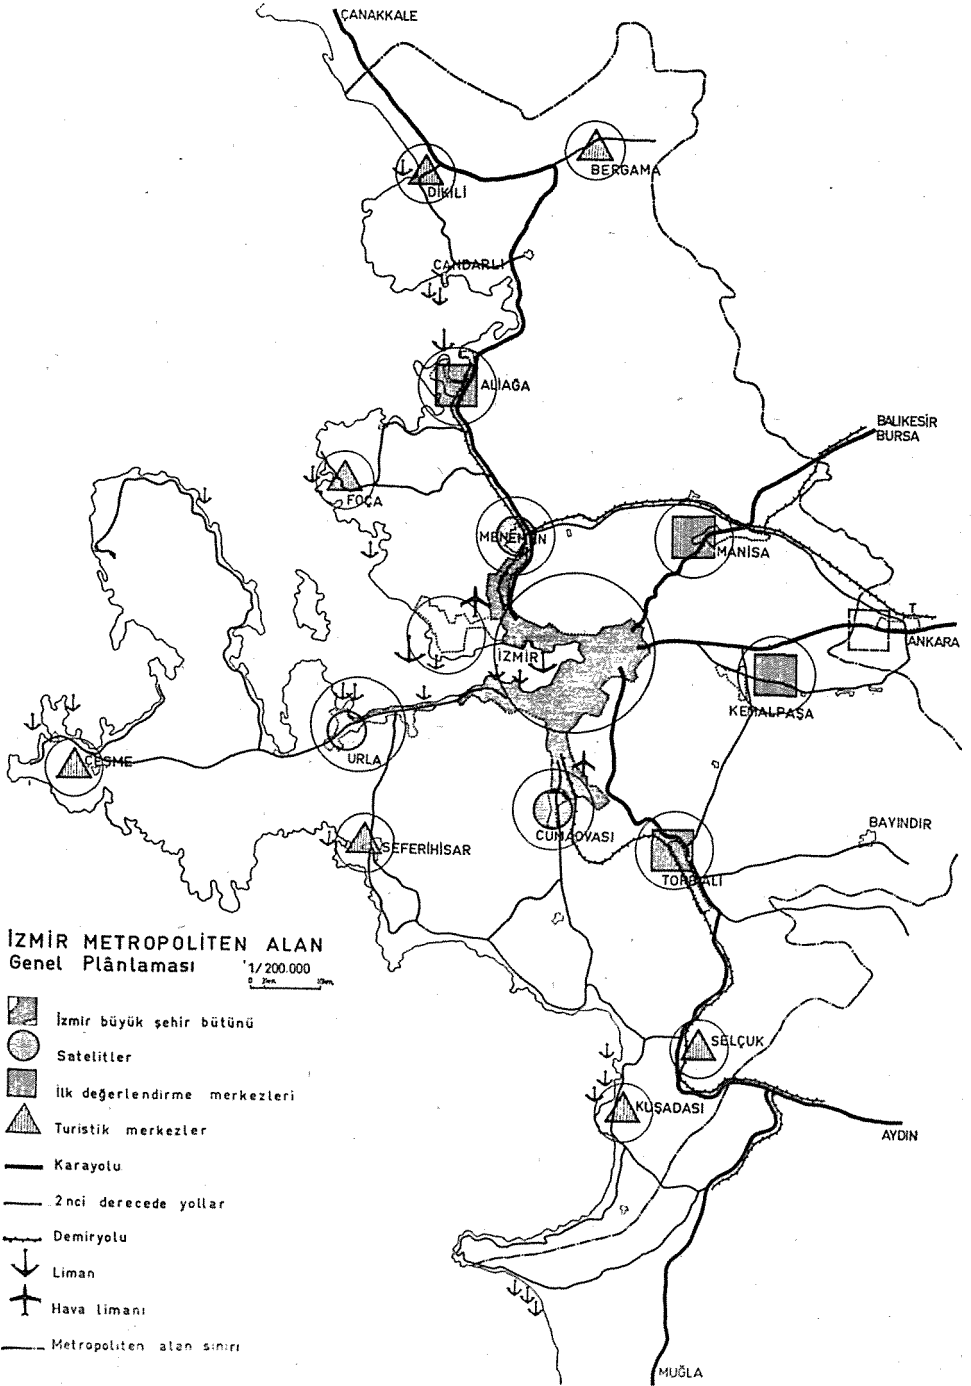 ÇANAKKALE
BERGAMA
DİKİLİ
ÇANDARLI
ALİAĞA
BALIKESİR
BURSA
FOÇA
MENEMEN
MANİSA
ANKARA
İZMİR
KEMALPAŞA
URLA
ÇEŞME
CUMAOVASI
BAYINDIR
SEFERİHİSAR
TORBALI
İZMİR METROPOLİTEN ALAN
Genel Plânlaması 1/200.000
İzmir büyük şehir bütünü
Satelitler
İlk değerlendirme merkezleri
Turistik merkezler
Karayolu
2nci derecede yollar
Demiryolu
Liman
Hava limanı
Metropoliten alan sınırı
SELÇUK
KUŞADASI
AYDIN
MUĞLA